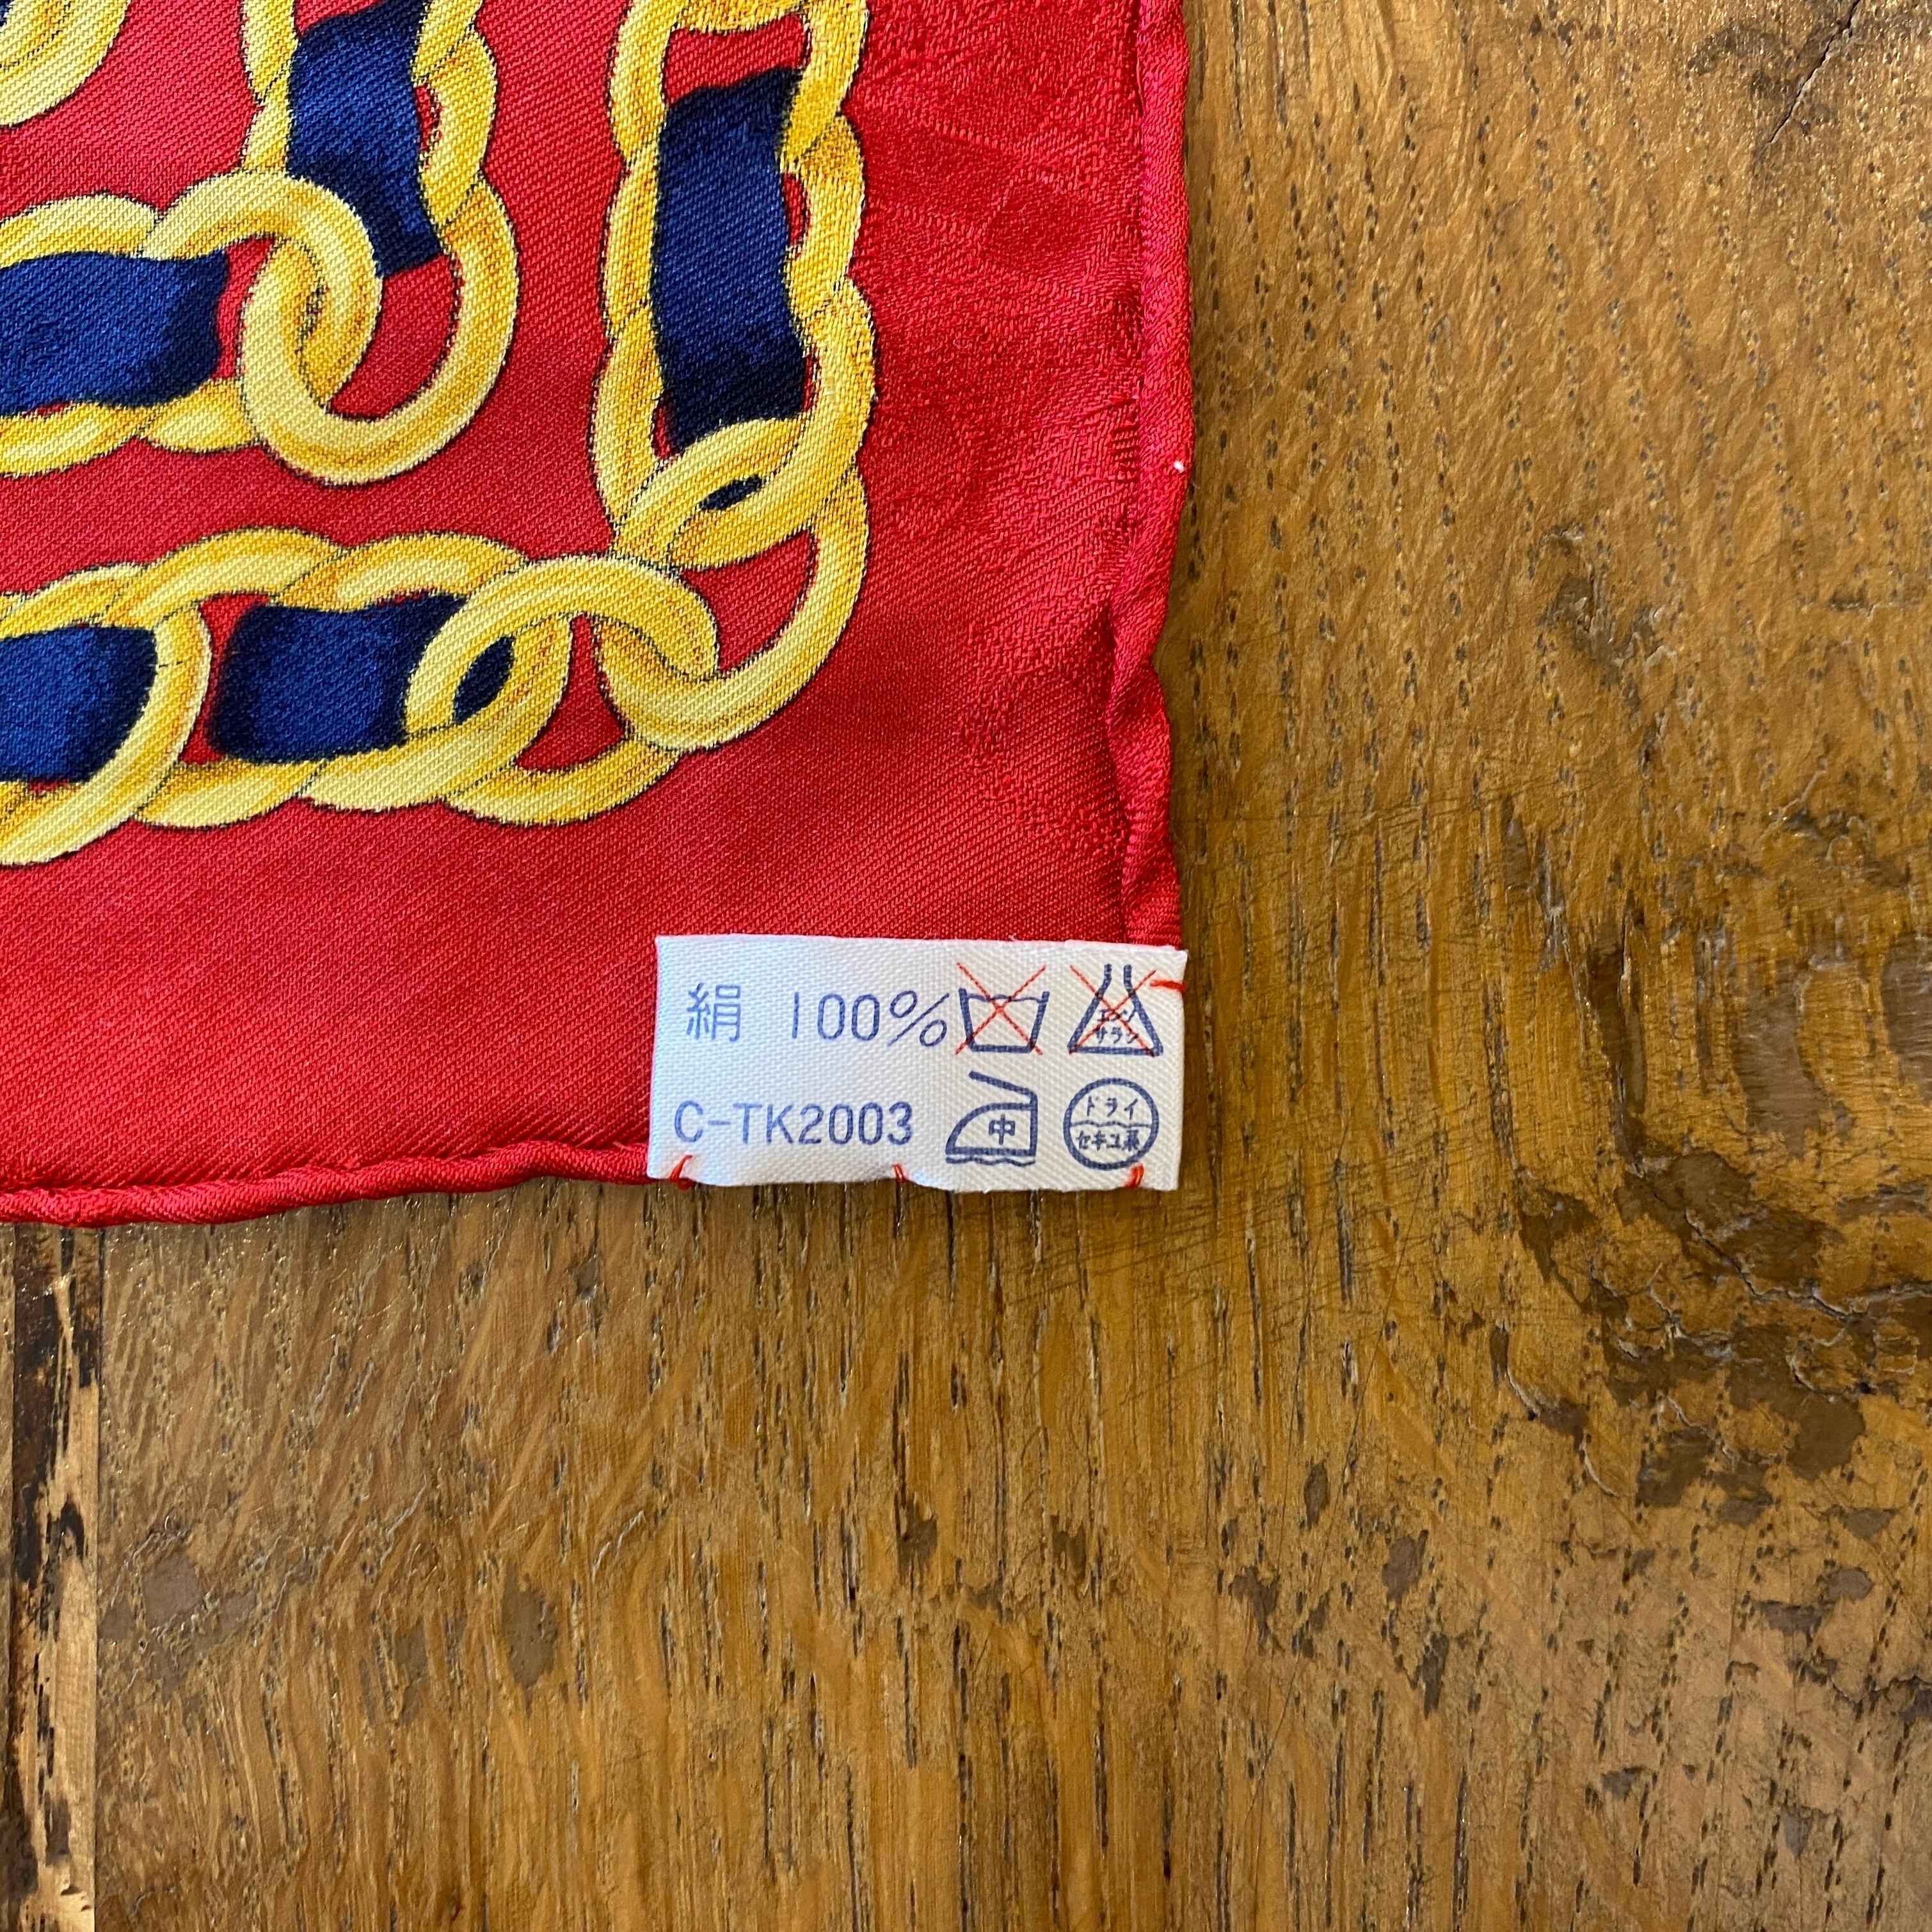 絹 100% エンソ サラシ
C-TK2003 中 ドライ セキユ系